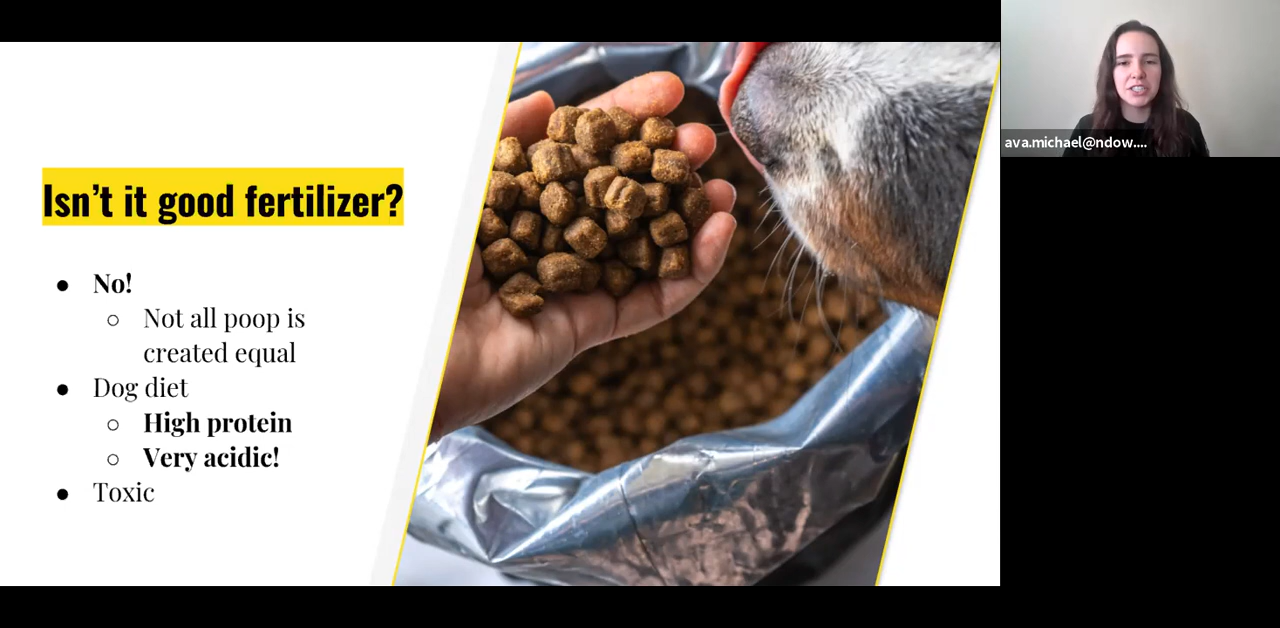 Isn’t it good fertilizer?
● No!
○ Not all poop is
created equal
● Dog diet
○ High protein
○ Very acidic!
● Toxic
ava.michael@ndow....